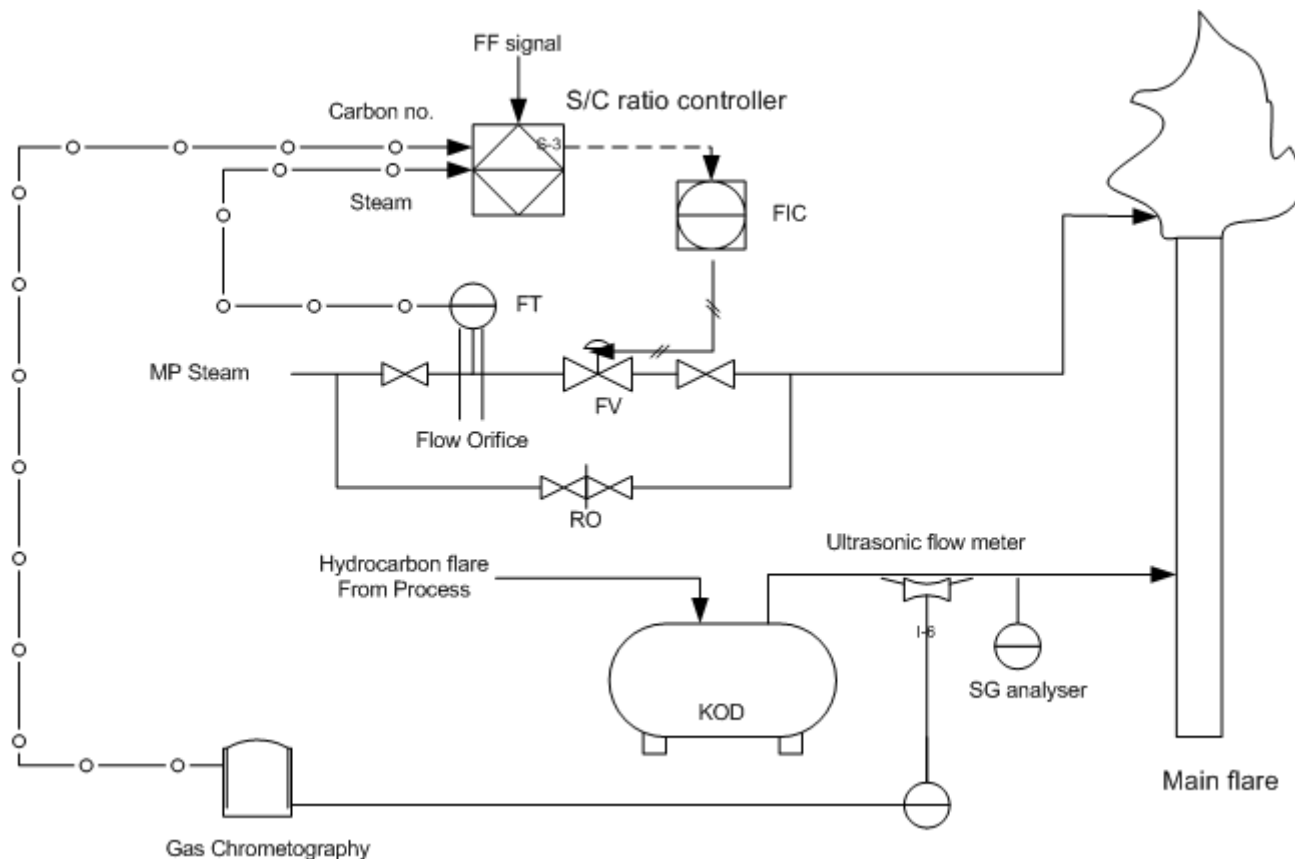 FF signal
S/C ratio controller
Carbon no.
S-3
Steam
FIC
FT
MP Steam
FV
Flow Orifice
RO
Ultrasonic flow meter
Hydrocarbon flare
From Process
I-6
SG analyser
KOD
Main flare
Gas Chrometography